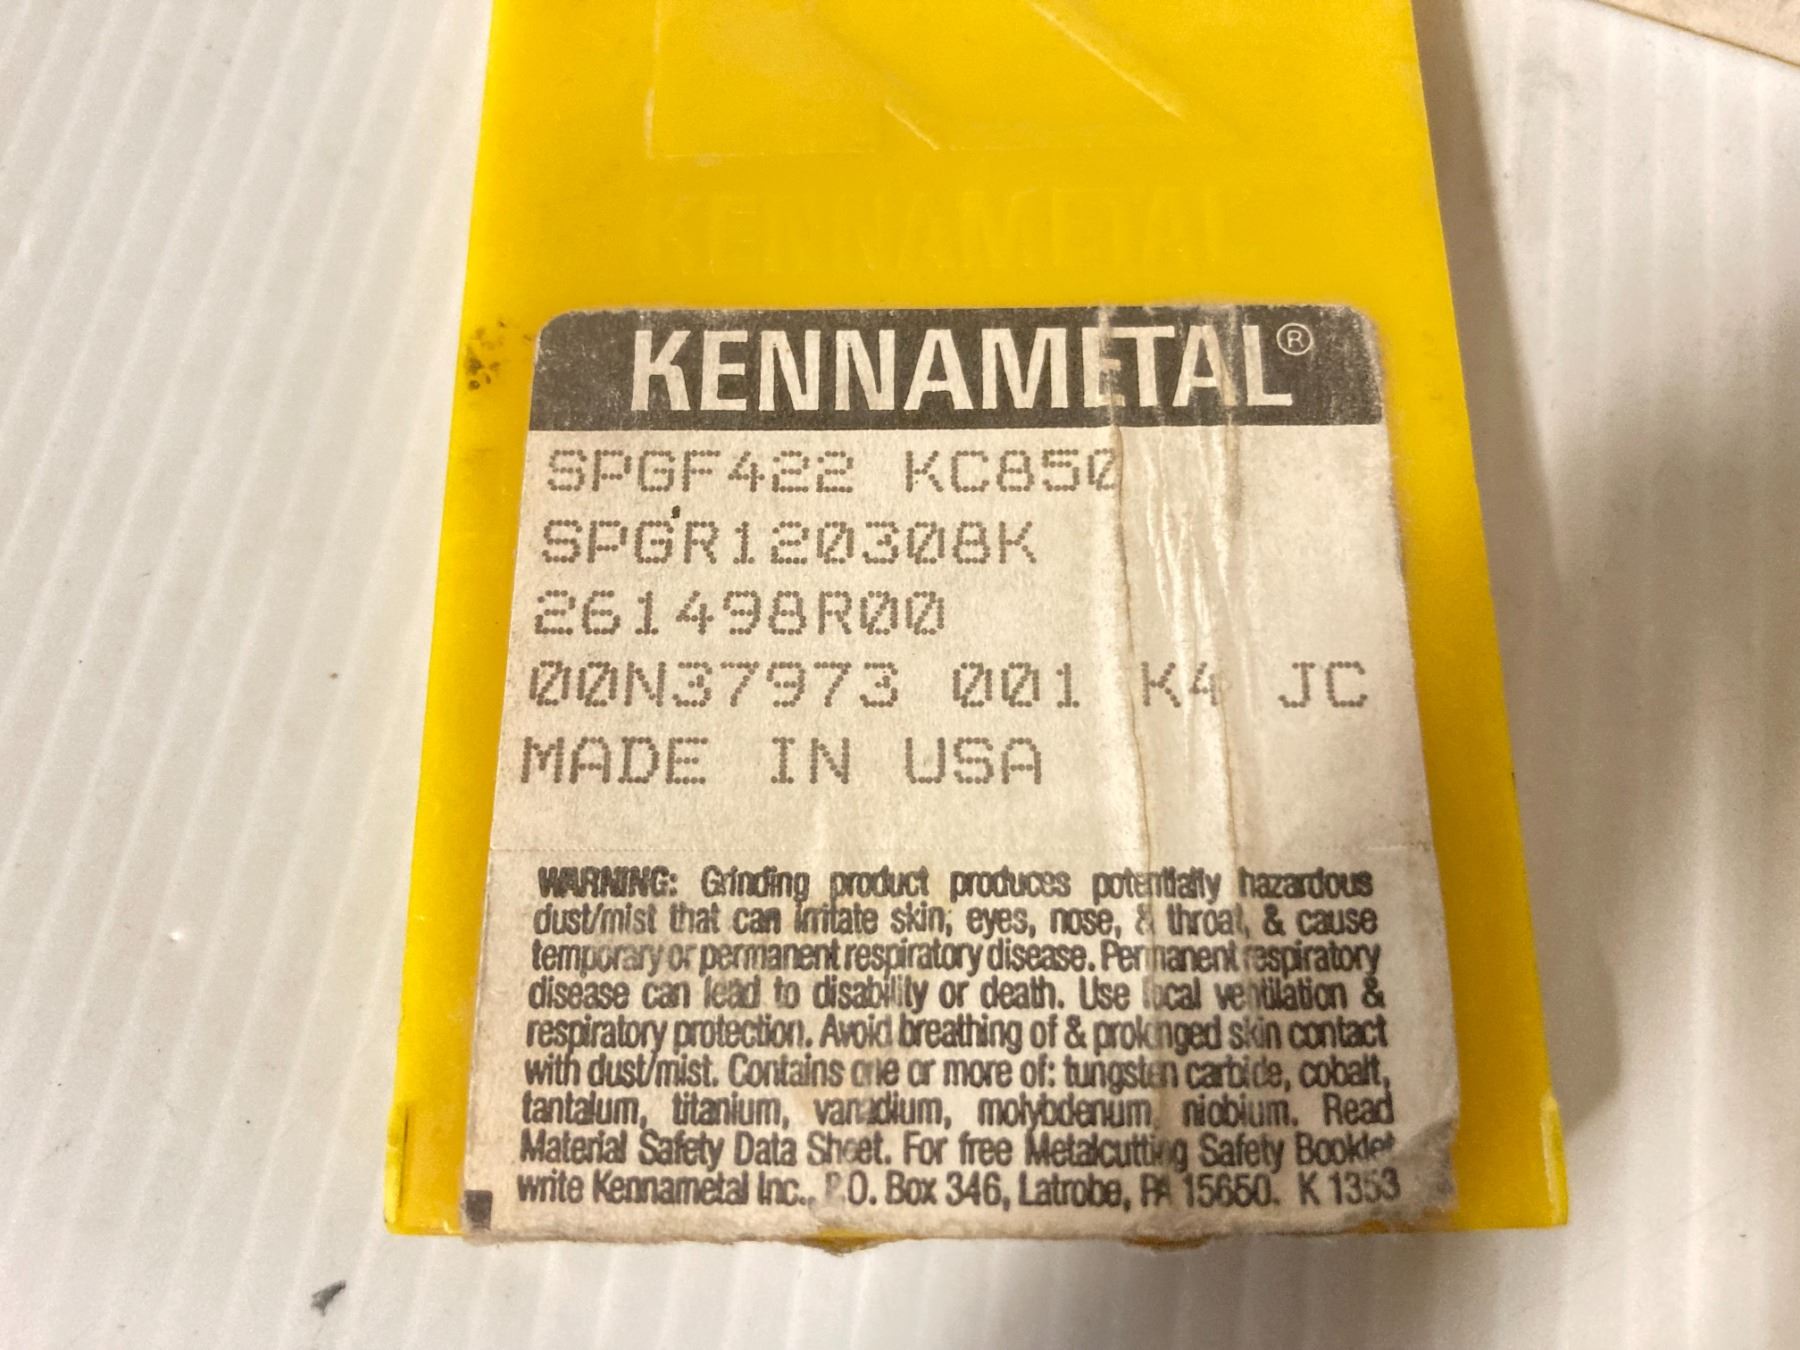 KENNAMETAL
KENNAMETAL®
SPGF422 KC850
SPGR120308K
261498R00
00N37973 001 K4 JC
MADE IN USA
WARNING: Grinding product produces potentially hazardous
dust/mist that can irritate skin, eyes, nose, & throat, & cause
temporary or permanent respiratory disease. Permanent respiratory
disease can lead to disability or death. Use local ventilation &
respiratory protection. Avoid breathing of & prolonged skin contact
with dust/mist. Contains one or more of: tungsten carbide, cobalt,
tantalum, titanium, vanadium, molybdenum, niobium. Read
Material Safety Data Sheet. For free Metalcutting Safety Booklet
write Kennametal Inc., P.O. Box 346, Latrobe, PA 15650. K 1353